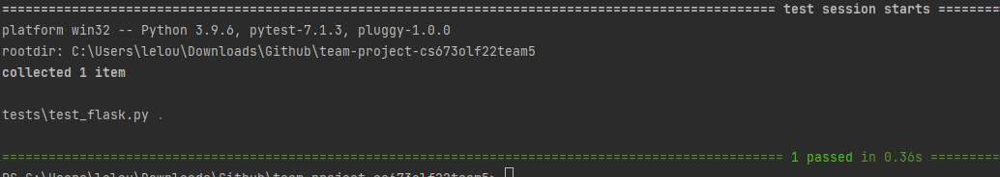 ==================================================================================================== test session starts ========
platform win32 -- Python 3.9.6, pytest-7.1.3, pluggy-1.0.0
rootdir: C:\Users\lelou\Downloads\Github\team-project-cs673olf22team5
collected 1 item
tests\test_flask.py .
===================================================================================================== 1 passed in 0.36s =========
PS C:\Users\lelou\Downloads\Github\team-project-cs673olf22team5>